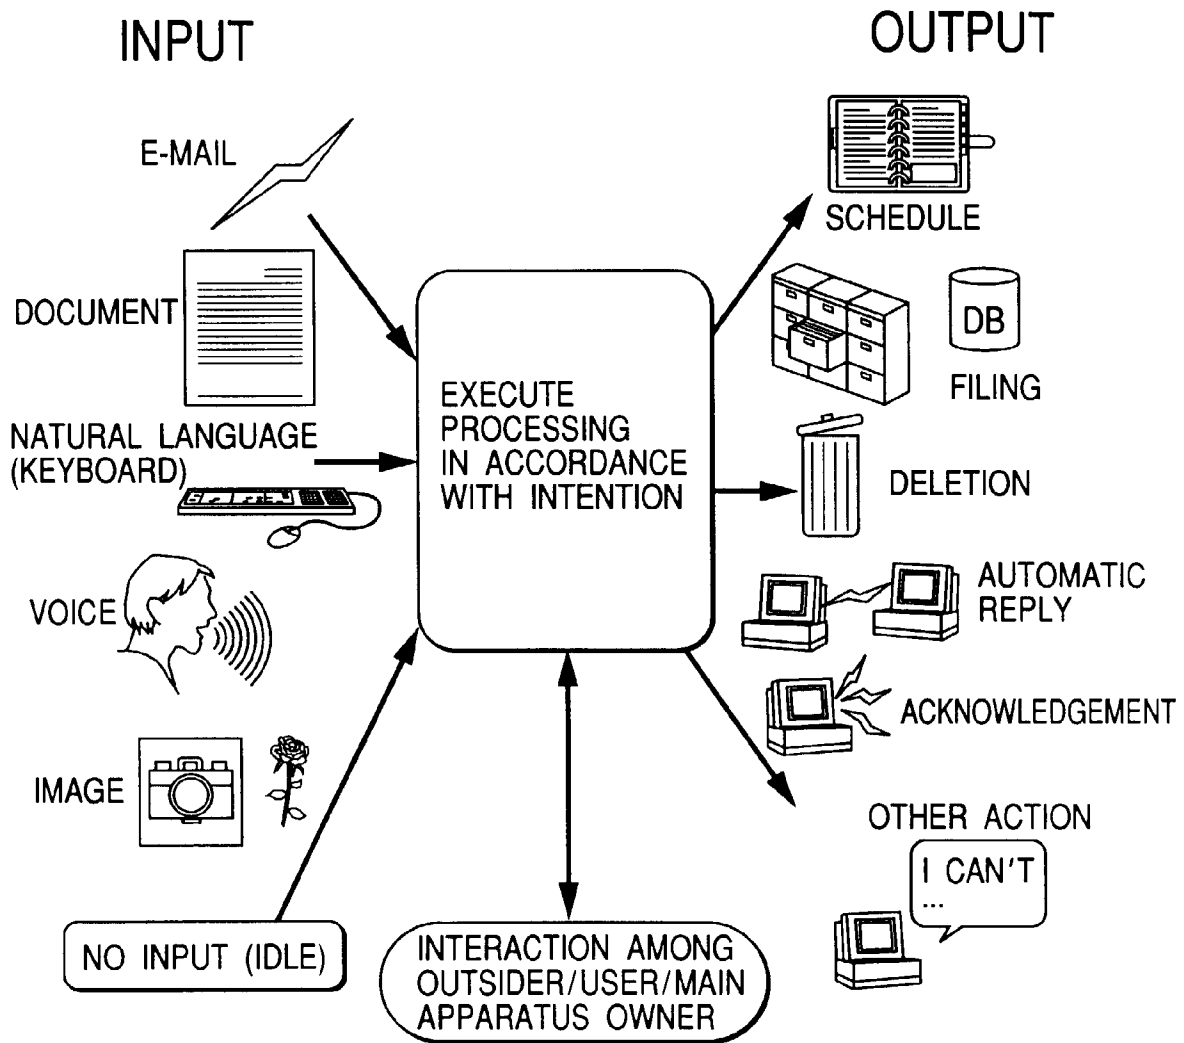 INPUT
OUTPUT
E-MAIL
DOCUMENT
NATURAL LANGUAGE
(KEYBOARD)
VOICE
IMAGE
NO INPUT (IDLE)
EXECUTE
PROCESSING
IN ACCORDANCE
WITH INTENTION
INTERACTION AMONG
OUTSIDER/USER/MAIN
APPARATUS OWNER
SCHEDULE
DB
FILING
DELETION
AUTOMATIC
REPLY
ACKNOWLEDGEMENT
OTHER ACTION
I CAN'T
...